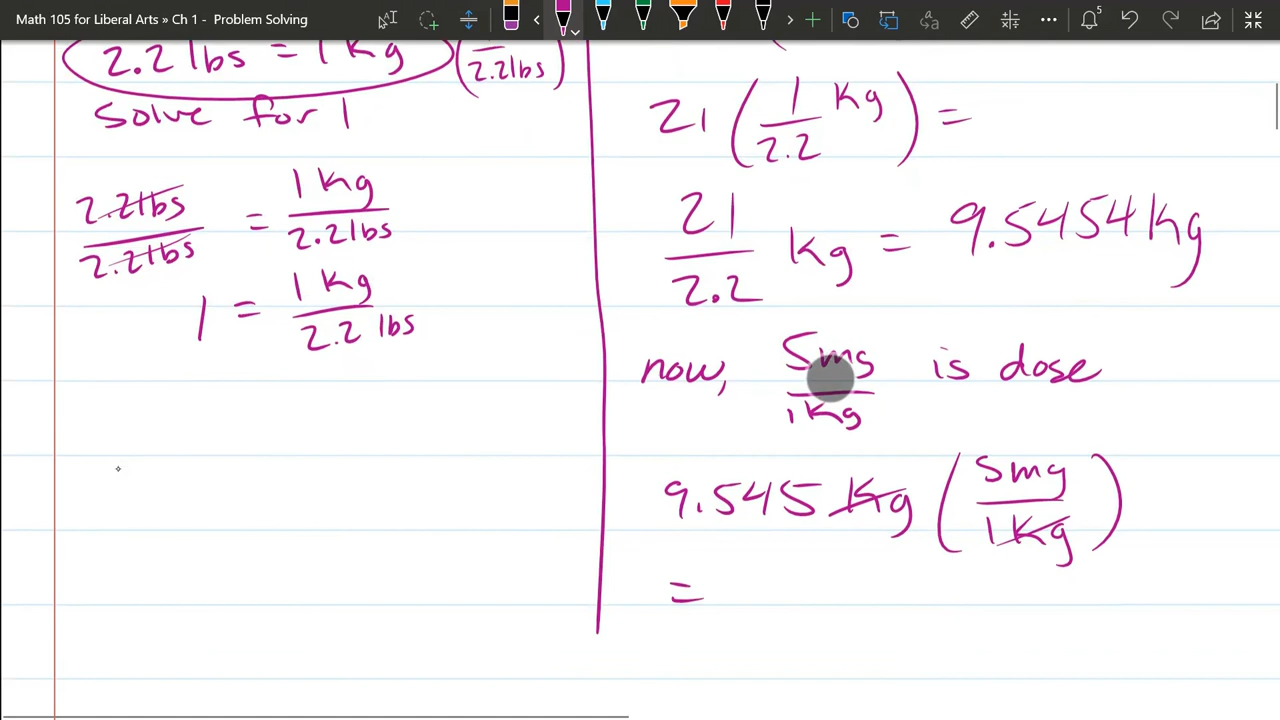 Math 105 for Liberal Arts » Ch 1 - Problem Solving
5
2.2 lbs = 1 Kg ( / 2.2 lbs)
Solve for 1
2.2 lbs / 2.2 lbs = 1 Kg / 2.2 lbs
1 = 1 Kg / 2.2 lbs
21 (1 / 2.2 Kg) =
21 / 2.2 Kg = 9.5454 Kg
now, 5mg / 1Kg is dose
9.545 Kg (5mg / 1Kg)
=